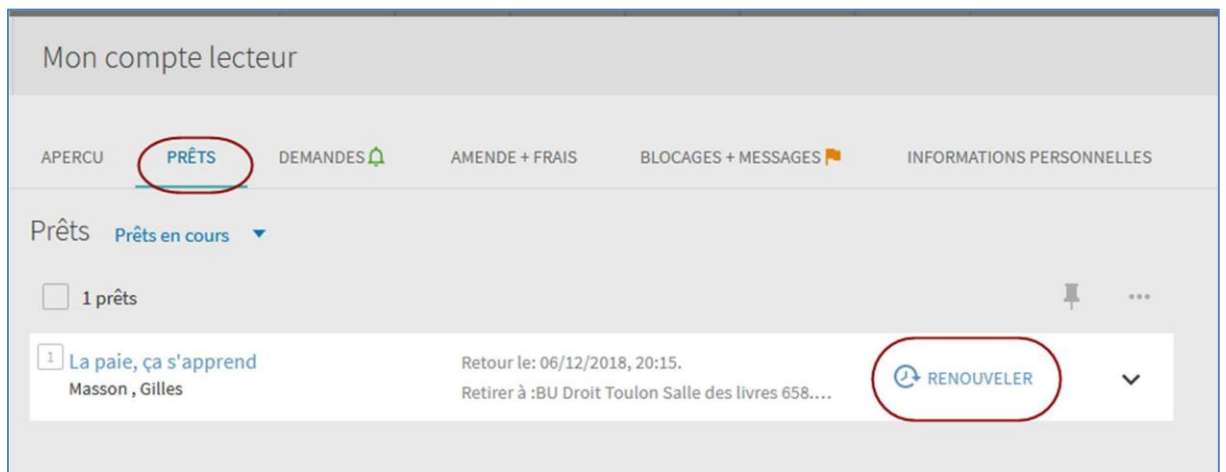 Mon compte lecteur
APERCU PRÊTS DEMANDES AMENDE + FRAIS BLOCAGES + MESSAGES INFORMATIONS PERSONNELLES
Prêts Prêts en cours
1 prêts
1 La paie, ça s'apprend Retour le: 06/12/2018, 20:15. RENOUVELER
Masson , Gilles Retirer à :BU Droit Toulon Salle des livres 658....